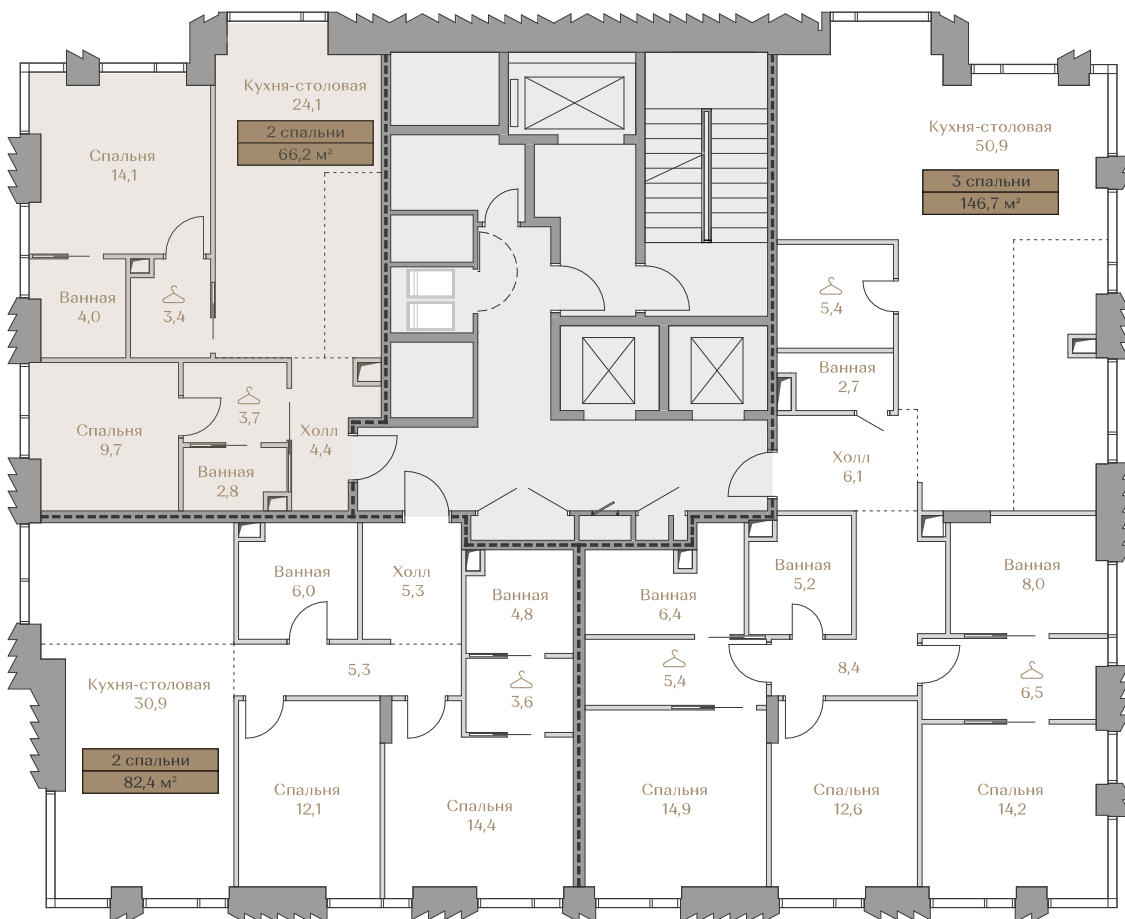 Кухня-столовая
24,1
2 спальни
66,2 м²
Спальня
14,1
Ванная
4,0
3,4
Спальня
9,7
3,7
Ванная
2,8
Холл
4,4
Кухня-столовая
50,9
3 спальни
146,7 м²
5,4
Ванная
2,7
Холл
6,1
Ванная
6,0
Холл
5,3
Ванная
4,8
5,3
3,6
Кухня-столовая
30,9
2 спальни
82,4 м²
Спальня
12,1
Спальня
14,4
Ванная
6,4
Ванная
5,2
Ванная
8,0
5,4
8,4
6,5
Спальня
14,9
Спальня
12,6
Спальня
14,2